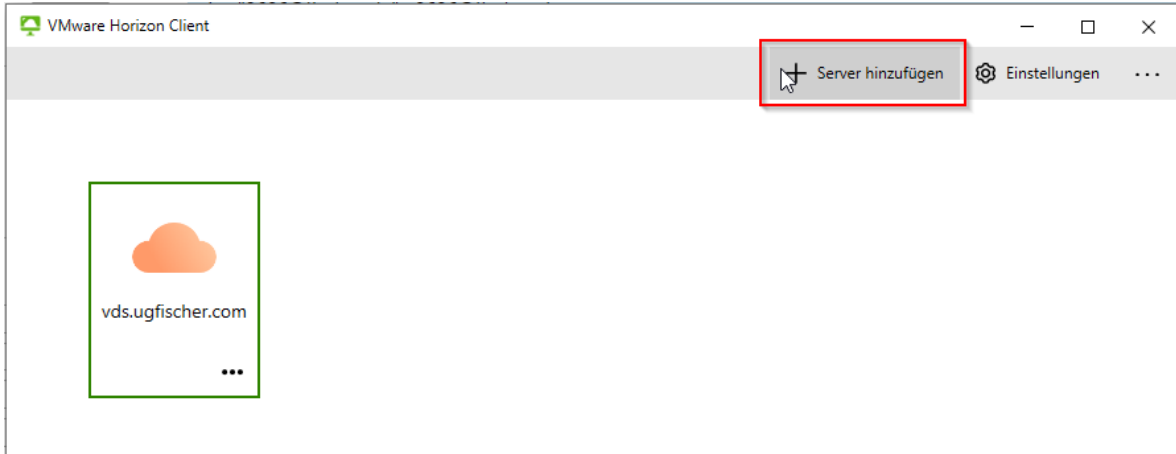 VMware Horizon Client
Server hinzufügen
Einstellungen
vds.ugfischer.com